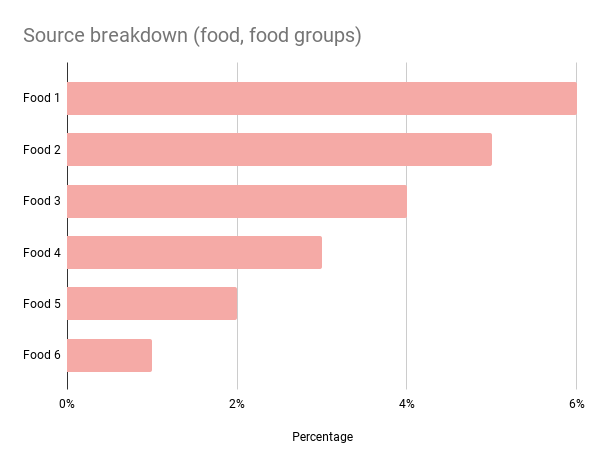 Source breakdown (food, food groups)
Food 1
Food 2
Food 3
Food 4
Food 5
Food 6
0% 2% 4% 6%
Percentage